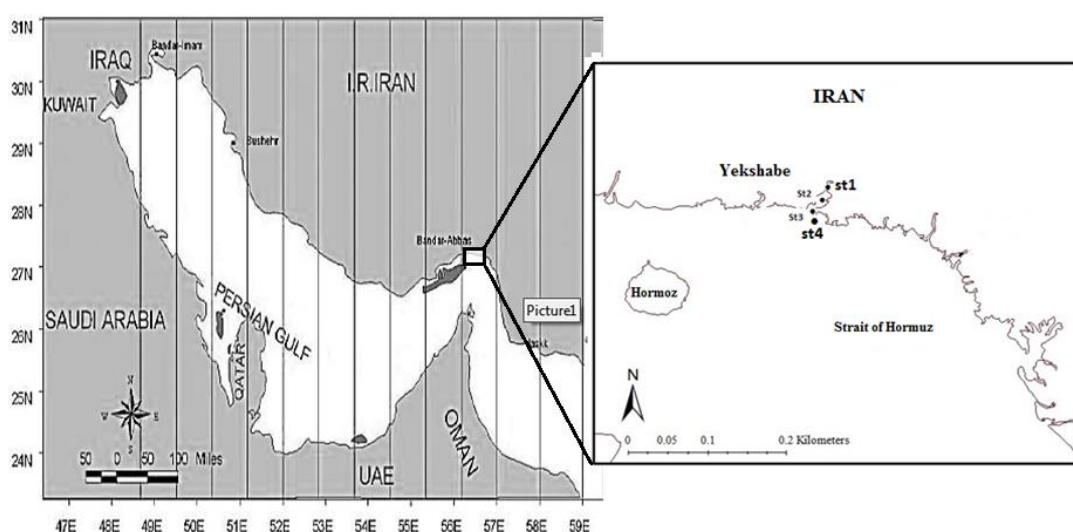 31N
30N
29N
28N
27N
26N
25N
24N
Bandar-Imam
IRAQ
KUWAIT
I.R.IRAN
Bushehr
Bandar-Abbas
PERSIAN GULF
SAUDI ARABIA
QATAR
Picture1
OMAN
UAE
N
W
E
S
50 0 50 100 Miles
47E 48E 49E 50E 51E 52E 53E 54E 55E 56E 57E 58E 59E
IRAN
Yekshabe
st1
St2
St3
st4
Hormoz
Strait of Hormuz
N
0 0.05 0.1 0.2 Kilometers